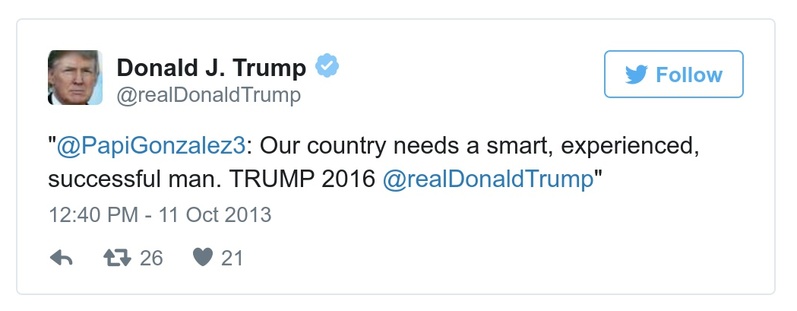 Donald J. Trump
@realDonaldTrump
Follow
"@PapiGonzalez3: Our country needs a smart, experienced,
successful man. TRUMP 2016 @realDonaldTrump"
12:40 PM - 11 Oct 2013
26 21